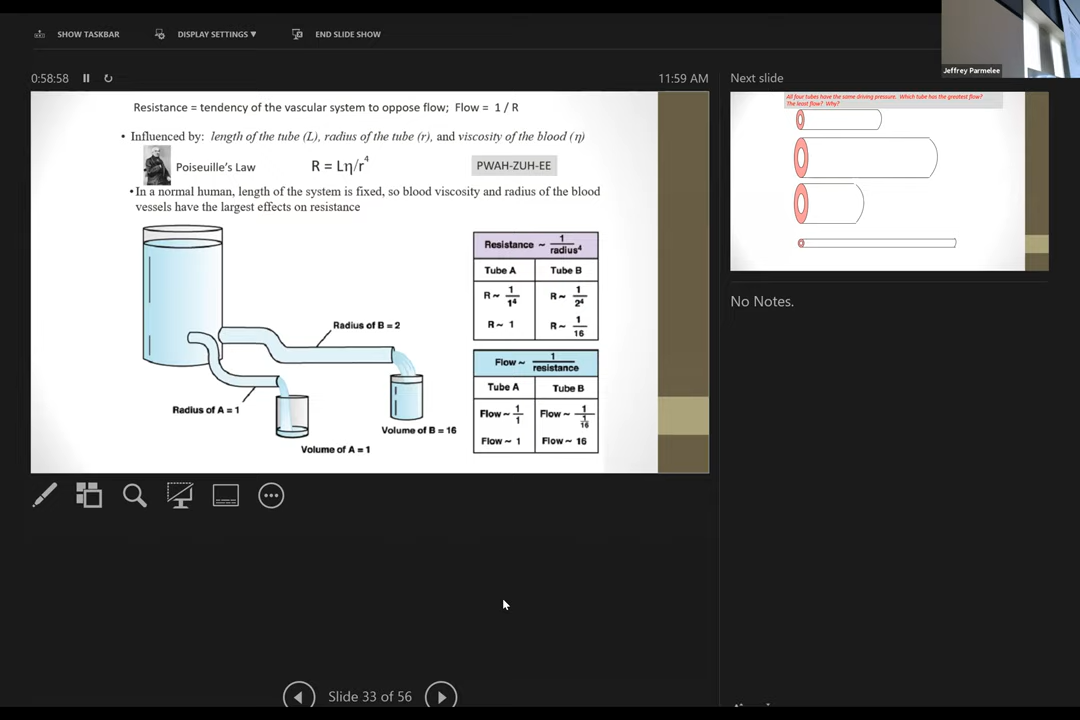 SHOW TASKBAR
DISPLAY SETTINGS ▼
END SLIDE SHOW
Jeffrey Parmelee
0:58:58
11:59 AM
Next slide
Resistance = tendency of the vascular system to oppose flow; Flow = 1 / R
• Influenced by: length of the tube (L), radius of the tube (r), and viscosity of the blood (η)
Poiseuille's Law
R = Lη/r⁴
PWAH-ZUH-EE
• In a normal human, length of the system is fixed, so blood viscosity and radius of the blood
vessels have the largest effects on resistance
Resistance ~ 1/radius⁴
Tube A Tube B
R ~ 1/1⁴ R ~ 1/2⁴
R ~ 1 R ~ 1/16
Radius of B = 2
Radius of A = 1
Volume of B = 16
Volume of A = 1
Flow ~ 1/resistance
Tube A Tube B
Flow ~ 1/1 Flow ~ 1/1/16
Flow ~ 1 Flow ~ 16
All four tubes have the same driving pressure. Which tube has the greatest flow?
The least flow? Why?
No Notes.
Slide 33 of 56